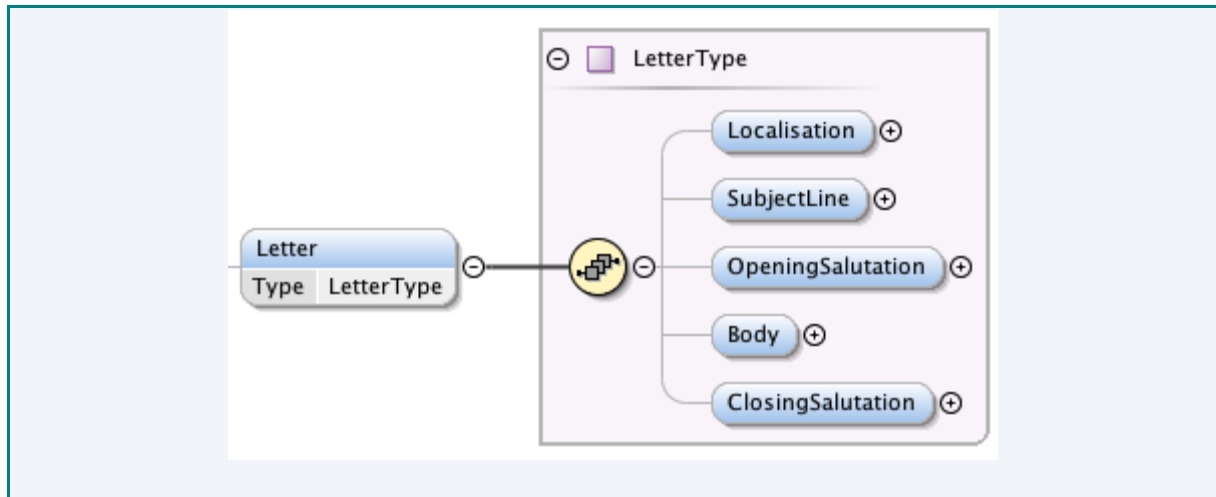 LetterType
Localisation
SubjectLine
Letter
Type LetterType
OpeningSalutation
Body
ClosingSalutation